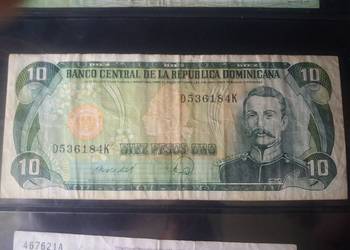 10 10
BANCO CENTRAL DE LA REPUBLICA DOMINICANA
D536184K
D536184K
DIEZ PESOS ORO
10 10
467621A